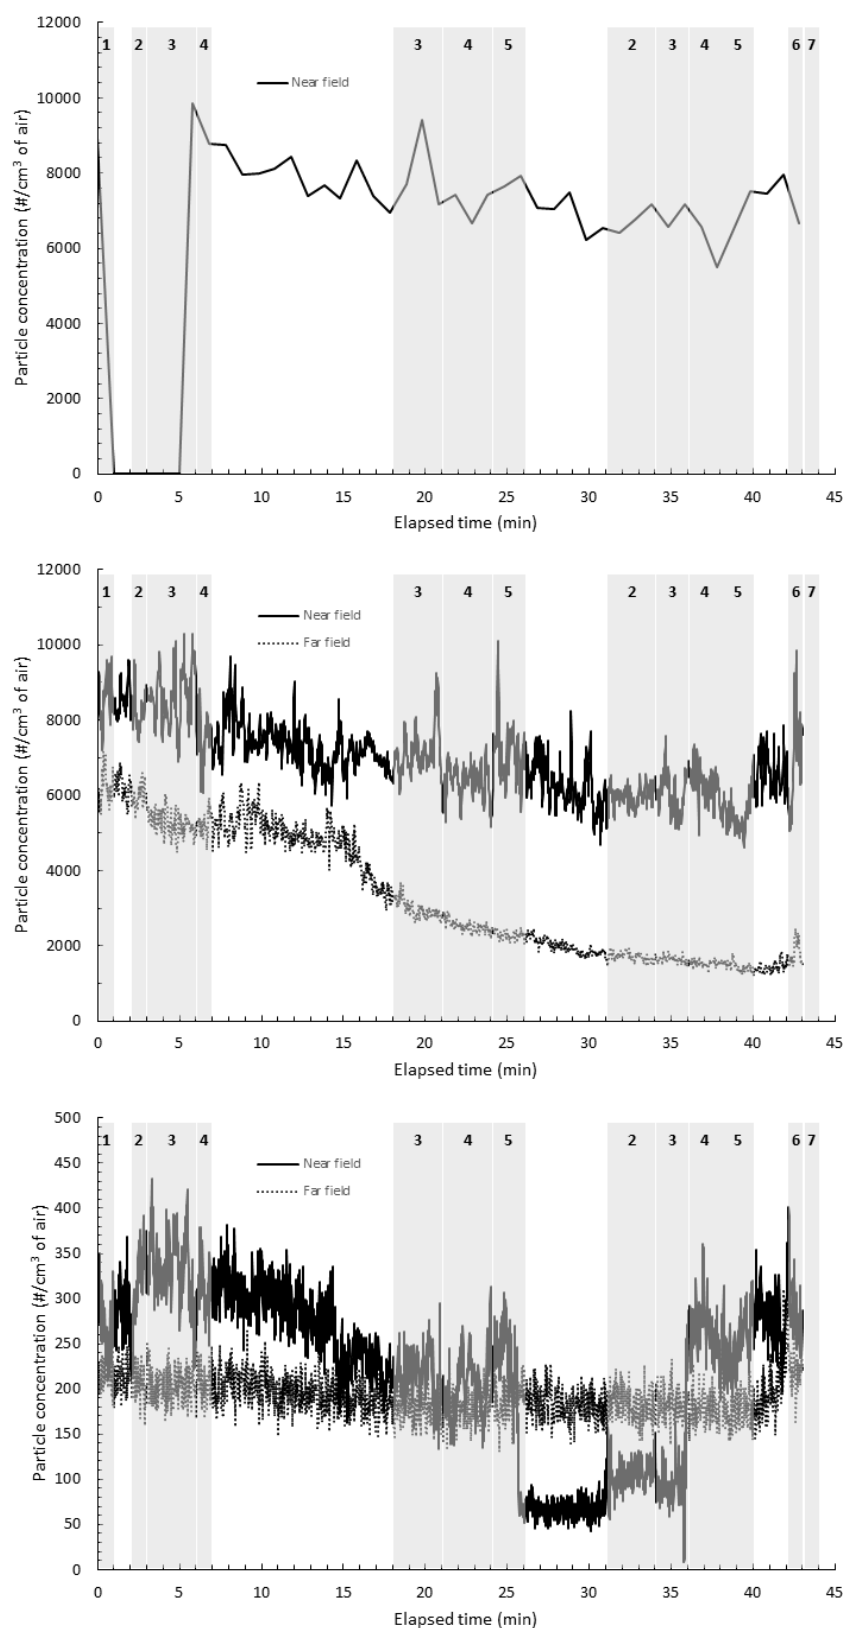 12000
1 2 3 4 3 4 5 2 3 4 5 6 7
Near field
10000
8000
6000
4000
2000
0
Particle concentration (#/cm³ of air)
0 5 10 15 20 25 30 35 40 45
Elapsed time (min)
12000
1 2 3 4 3 4 5 2 3 4 5 6 7
Near field
Far field
10000
8000
6000
4000
2000
0
Particle concentration (#/cm³ of air)
0 5 10 15 20 25 30 35 40 45
Elapsed time (min)
500
1 2 3 4 3 4 5 2 3 4 5 6 7
Near field
Far field
450
400
350
300
250
200
150
100
50
0
Particle concentration (#/cm³ of air)
0 5 10 15 20 25 30 35 40 45
Elapsed time (min)